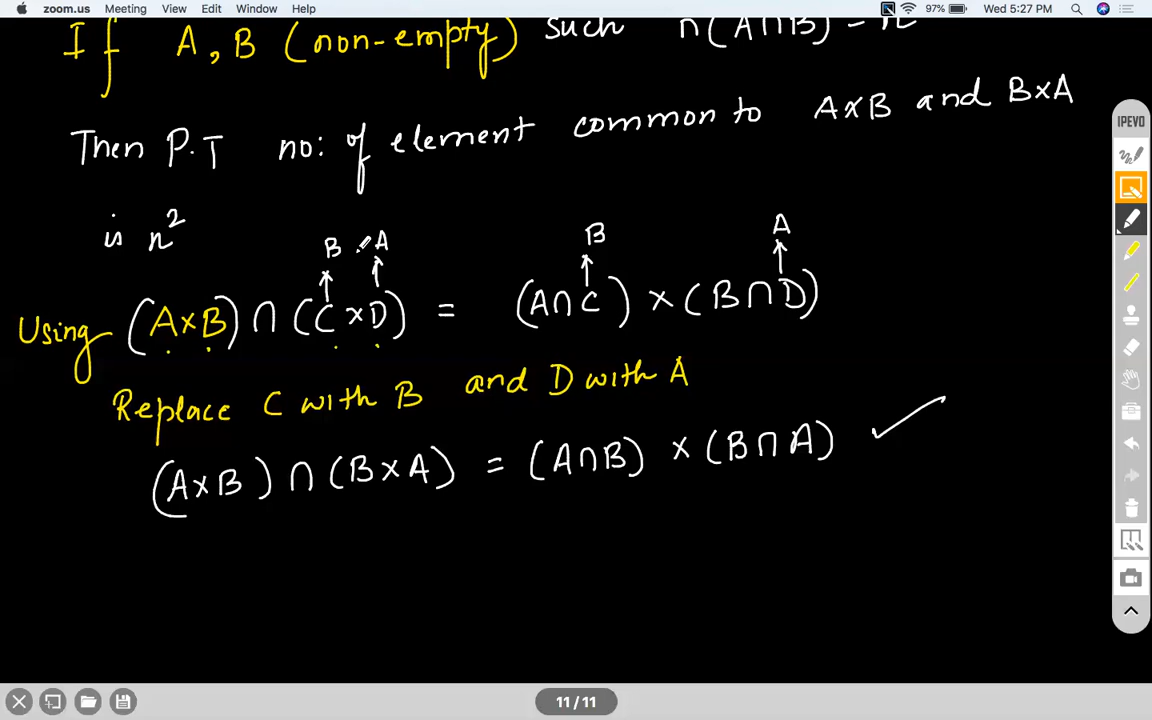 zoom.us Meeting View Edit Window Help 97% Wed 5:27 PM
If A, B (non-empty) such n(A∩B) = n
Then P.T no: of element common to A×B and B×A
is n²
B A B A
Using (A×B) ∩ (C×D) = (A∩C) × (B∩D)
Replace C with B and D with A
(A×B) ∩ (B×A) = (A∩B) × (B∩A)
IPEVO
11/11